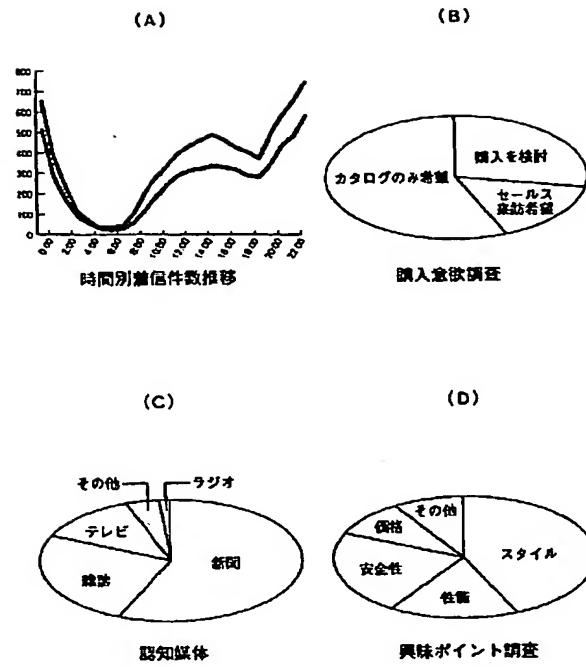 (A)
(B)
800
700
600
500
400
300
200
100
0
0:00 2:00 4:00 6:00 8:00 10:00 12:00 14:00 16:00 18:00 20:00 22:00
時間別着信件数推移
購入を検討
カタログのみ希望
セールス
来訪希望
購入意欲調査
(C)
(D)
その他
ラジオ
テレビ
新聞
雑誌
認知媒体
その他
価格
スタイル
安全性
性能
興味ポイント調査